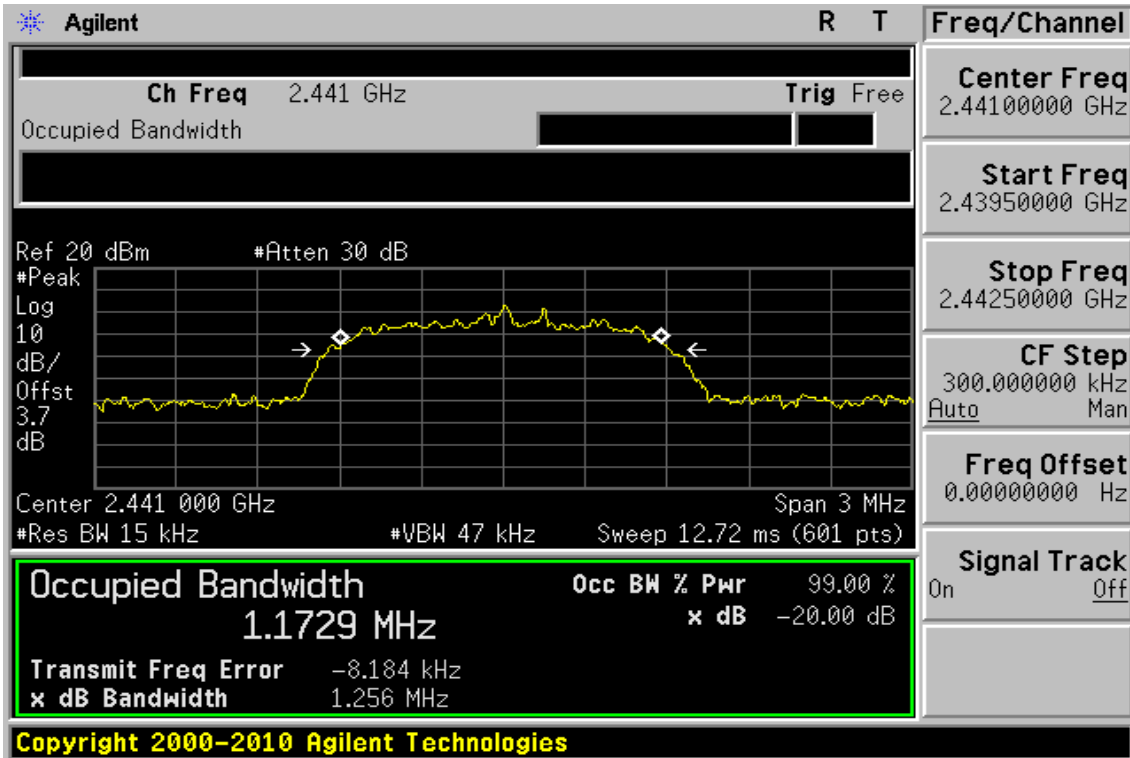 Agilent R T Freq/Channel
Ch Freq 2.441 GHz Trig Free
Occupied Bandwidth
Center Freq
2.44100000 GHz
Start Freq
2.43950000 GHz
Stop Freq
2.44250000 GHz
CF Step
300.000000 kHz
Auto Man
Freq Offset
0.00000000 Hz
Signal Track
On Off
Ref 20 dBm #Atten 30 dB
#Peak
Log
10
dB/
Offst
3.7
dB
Center 2.441 000 GHz Span 3 MHz
#Res BW 15 kHz #VBW 47 kHz Sweep 12.72 ms (601 pts)
Occupied Bandwidth Occ BW % Pwr 99.00 %
1.1729 MHz x dB -20.00 dB
Transmit Freq Error -8.184 kHz
x dB Bandwidth 1.256 MHz
Copyright 2000-2010 Agilent Technologies